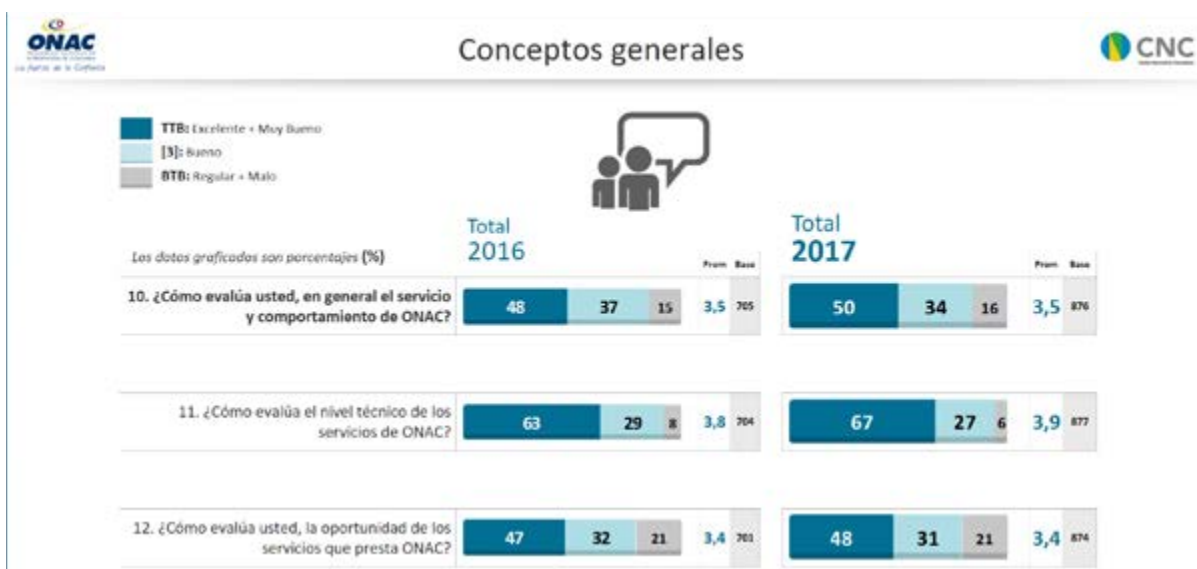 ONAC
Conceptos generales
CNC
TTB: Excelente + Muy Bueno
[3]: Bueno
BTB: Regular + Malo
Total
2016
Total
2017
Los datos graficados son porcentajes (%)
Prom Base
Prom Base
10. ¿Cómo evalúa usted, en general el servicio
y comportamiento de ONAC?
48 37 15 3,5 705
50 34 16 3,5 876
11. ¿Cómo evalúa el nivel técnico de los
servicios de ONAC?
63 29 8 3,8 704
67 27 6 3,9 877
12. ¿Cómo evalúa usted, la oportunidad de los
servicios que presta ONAC?
47 32 21 3,4 701
48 31 21 3,4 874